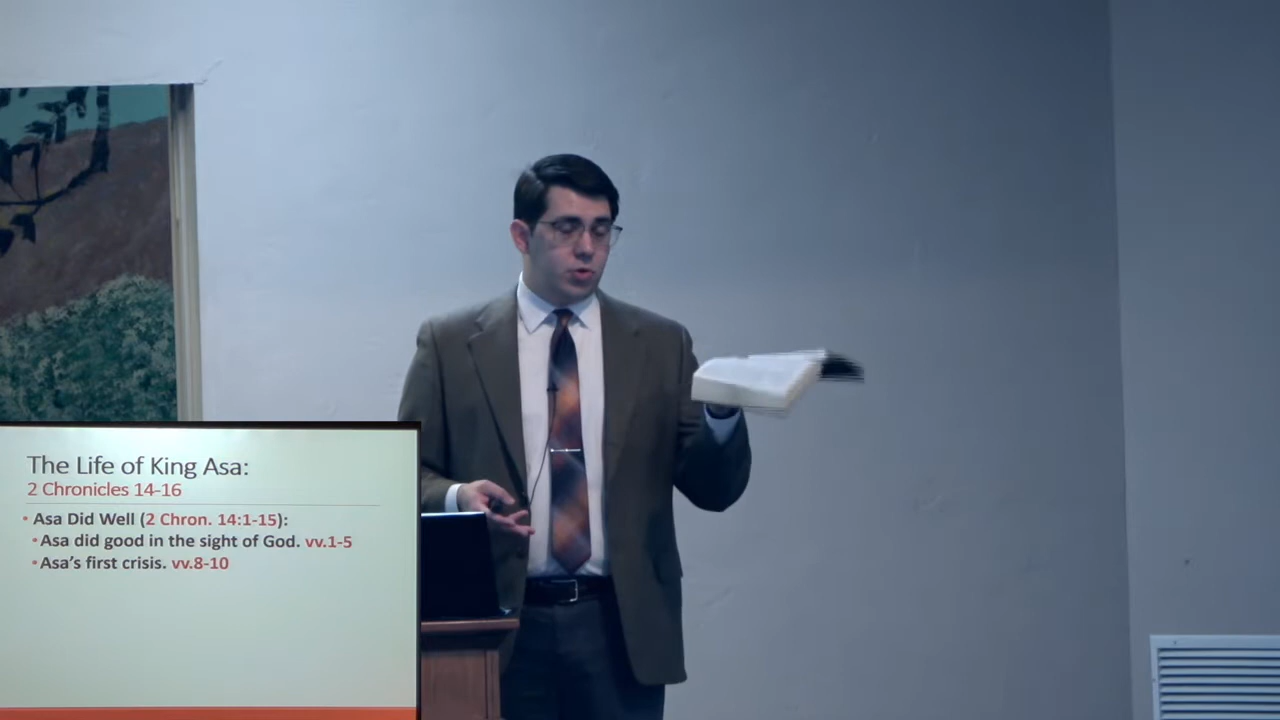 The Life of King Asa:
2 Chronicles 14-16
• Asa Did Well (2 Chron. 14:1-15):
• Asa did good in the sight of God. vv.1-5
• Asa's first crisis. vv.8-10